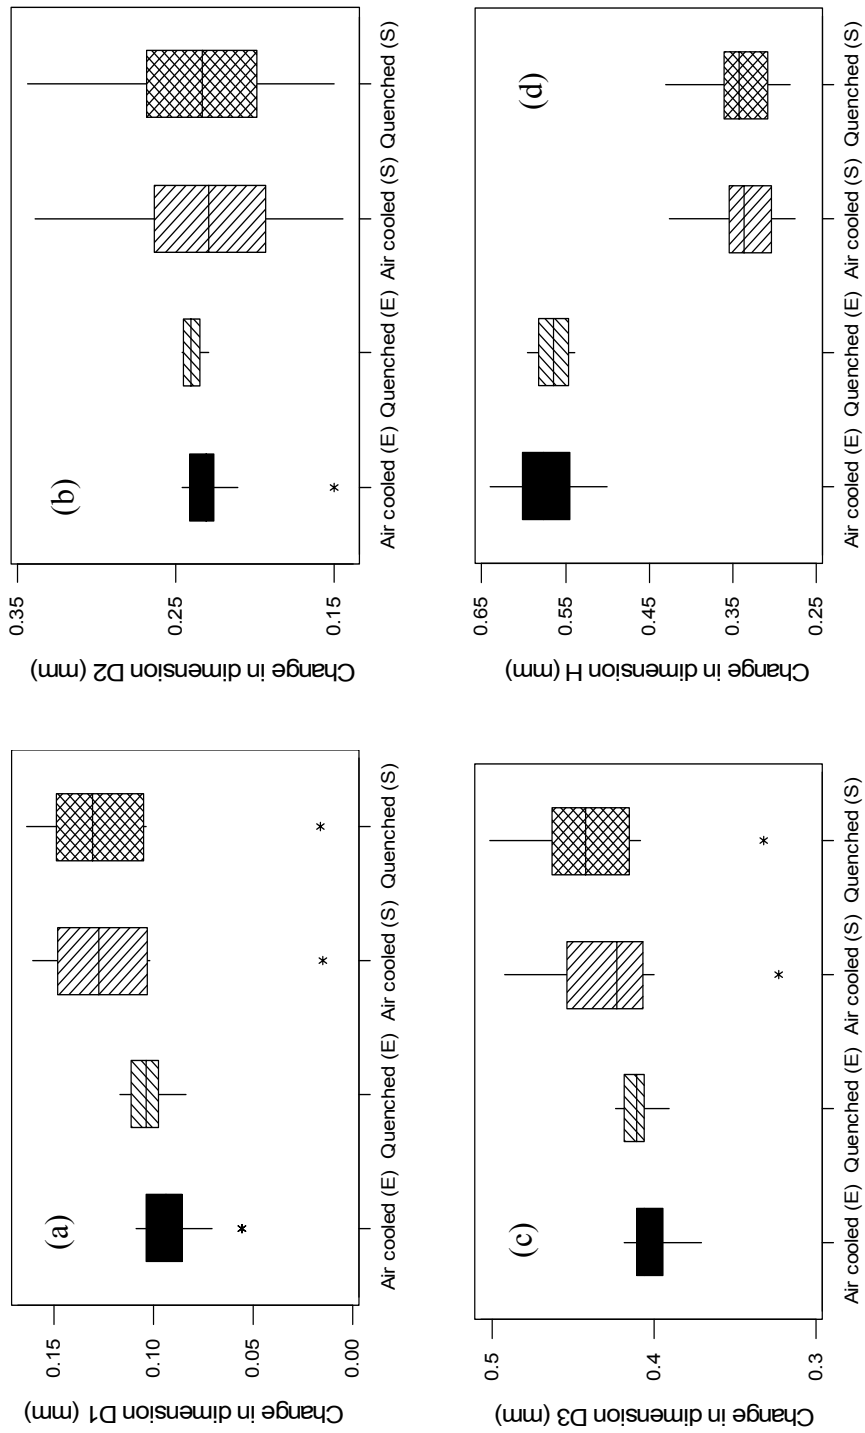 (b)
0.35
0.25
0.15
Change in dimension D2 (mm)
Air cooled (E) Quenched (E) Air cooled (S) Quenched (S)
(d)
0.65
0.55
0.45
0.35
0.25
Change in dimension H (mm)
Air cooled (E) Quenched (E) Air cooled (S) Quenched (S)
(a)
0.15
0.10
0.05
0.00
Change in dimension D1 (mm)
Air cooled (E) Quenched (E) Air cooled (S) Quenched (S)
(c)
0.5
0.4
0.3
Change in dimension D3 (mm)
Air cooled (E) Quenched (E) Air cooled (S) Quenched (S)